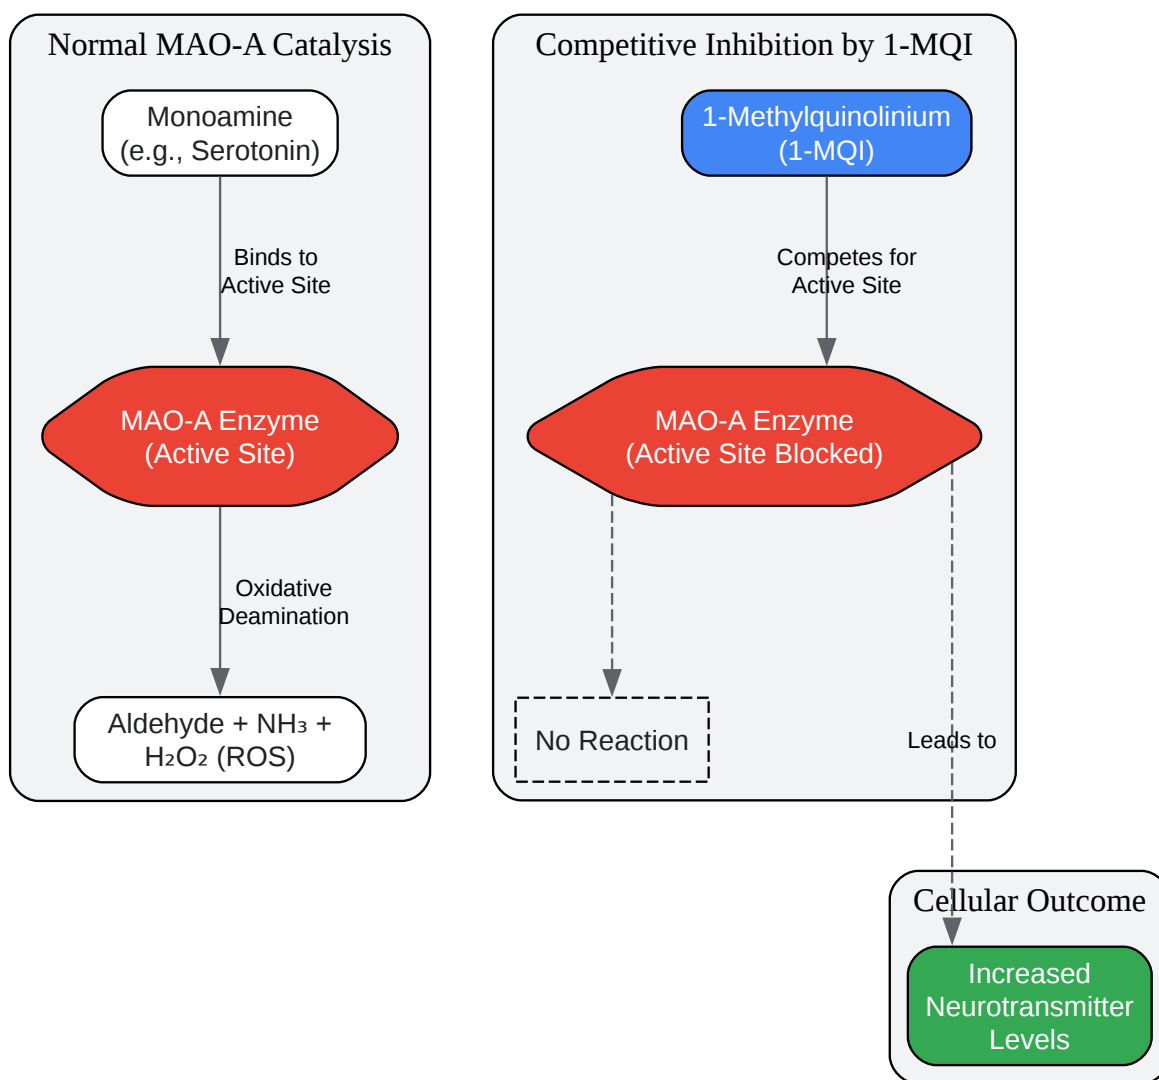 Normal MAO-A Catalysis
Monoamine
(e.g., Serotonin)
Binds to
Active Site
MAO-A Enzyme
(Active Site)
Oxidative
Deamination
Aldehyde + NH₃ +
H₂O₂ (ROS)
Competitive Inhibition by 1-MQI
1-Methylquinolinium
(1-MQI)
Competes for
Active Site
MAO-A Enzyme
(Active Site Blocked)
No Reaction
Leads to
Cellular Outcome
Increased
Neurotransmitter
Levels